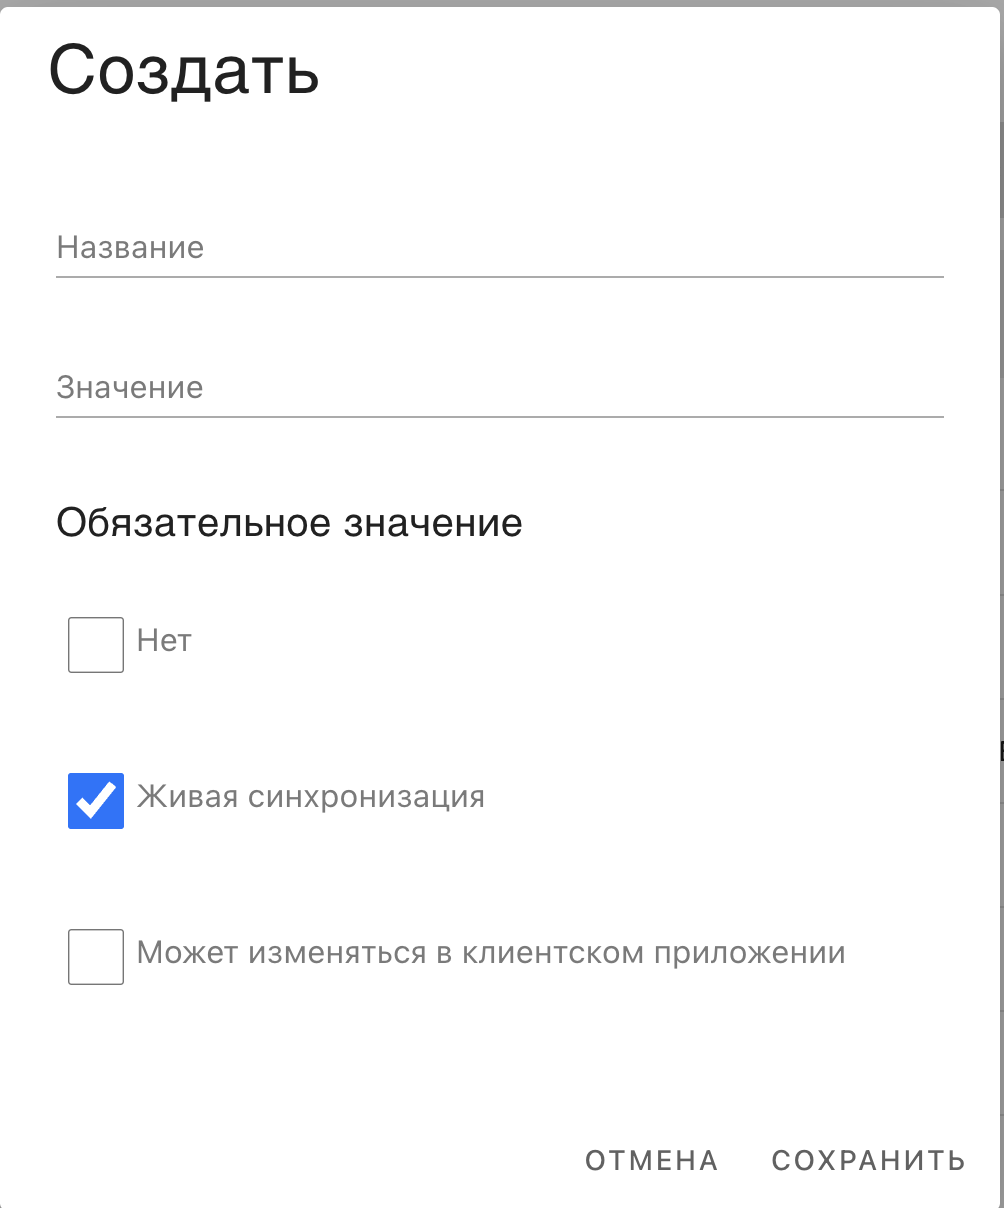 Создать
Название
Значение
Обязательное значение
Нет
Живая синхронизация
Может изменяться в клиентском приложении
ОТМЕНА СОХРАНИТЬ